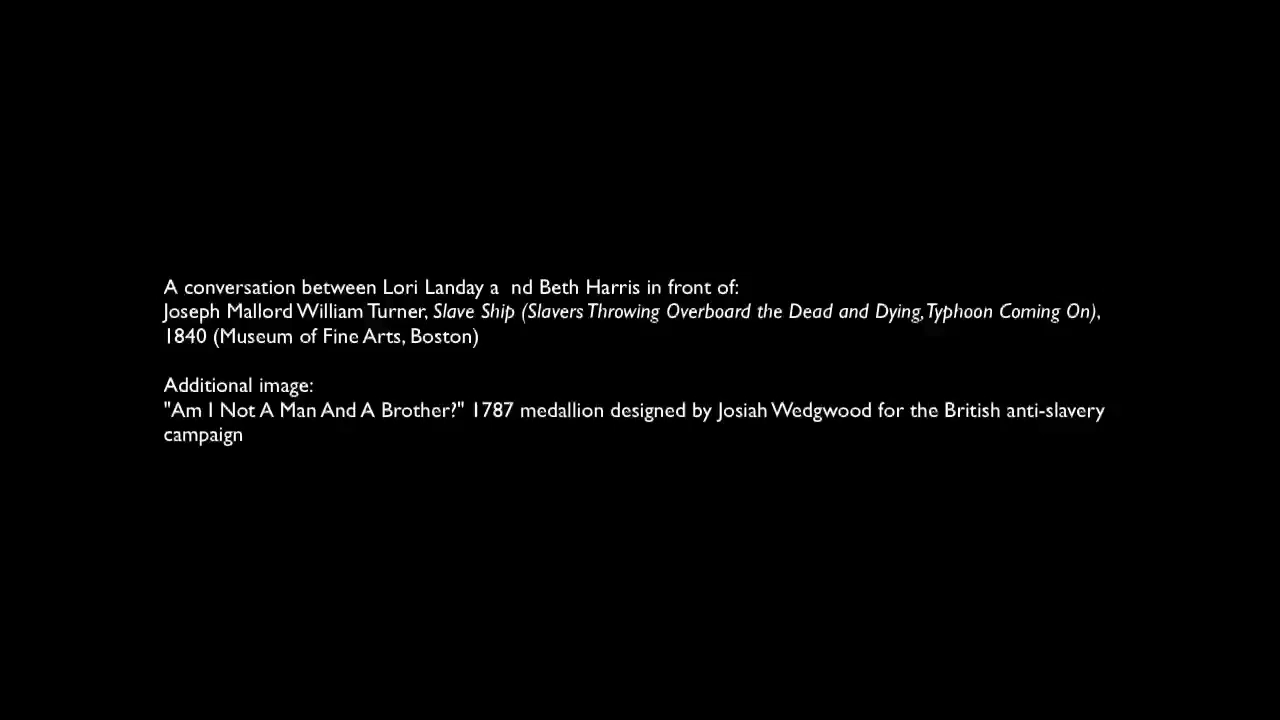 A conversation between Lori Landay a  nd Beth Harris in front of:
Joseph Mallord William Turner, Slave Ship (Slavers Throwing Overboard the Dead and Dying, Typhoon Coming On),
1840 (Museum of Fine Arts, Boston)
Additional image:
"Am I Not A Man And A Brother?" 1787 medallion designed by Josiah Wedgwood for the British anti-slavery
campaign